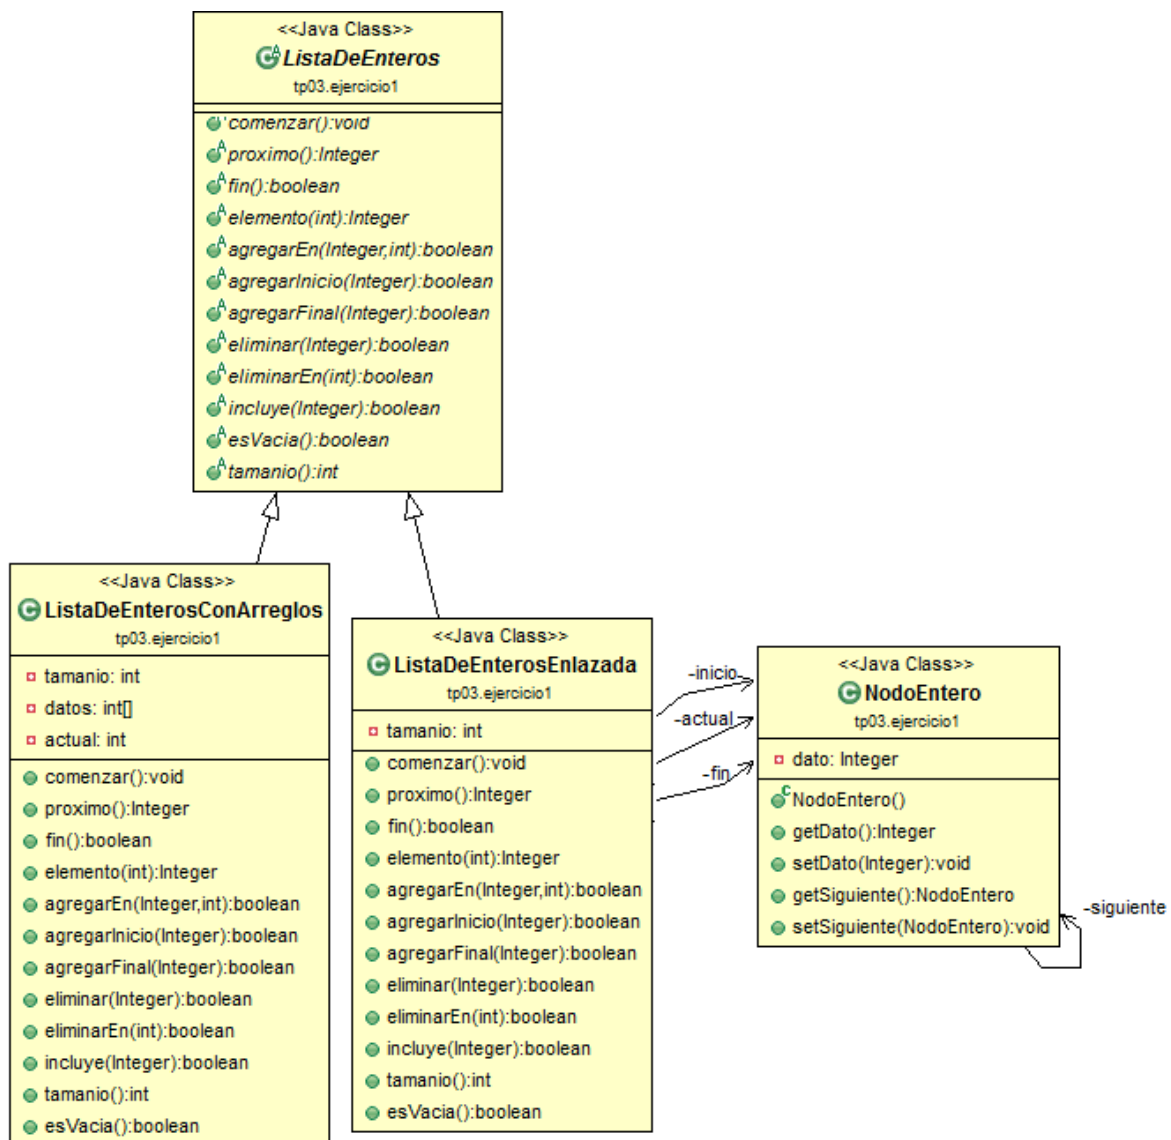 <<Java Class>>
ListaDeEnteros
tp03.ejercicio1
comenzar():void
proximo():Integer
fin():boolean
elemento(int):Integer
agregarEn(Integer,int):boolean
agregarInicio(Integer):boolean
agregarFinal(Integer):boolean
eliminar(Integer):boolean
eliminarEn(int):boolean
incluye(Integer):boolean
esVacia():boolean
tamanio():int
<<Java Class>>
ListaDeEnterosConArreglos
tp03.ejercicio1
tamanio: int
datos: int[]
actual: int
comenzar():void
proximo():Integer
fin():boolean
elemento(int):Integer
agregarEn(Integer,int):boolean
agregarInicio(Integer):boolean
agregarFinal(Integer):boolean
eliminar(Integer):boolean
eliminarEn(int):boolean
incluye(Integer):boolean
tamanio():int
esVacia():boolean
<<Java Class>>
ListaDeEnterosEnlazada
tp03.ejercicio1
tamanio: int
comenzar():void
proximo():Integer
fin():boolean
elemento(int):Integer
agregarEn(Integer,int):boolean
agregarInicio(Integer):boolean
agregarFinal(Integer):boolean
eliminar(Integer):boolean
eliminarEn(int):boolean
incluye(Integer):boolean
tamanio():int
esVacia():boolean
-inicio
-actual
-fin
<<Java Class>>
NodoEntero
tp03.ejercicio1
dato: Integer
NodoEntero()
getDato():Integer
setDato(Integer):void
getSiguiente():NodoEntero
setSiguiente(NodoEntero):void
-siguiente